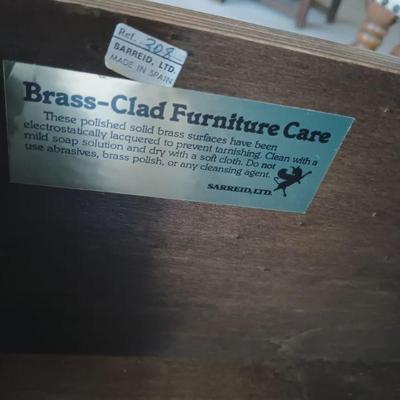 Ref. 308
SARREID, LTD.
MADE IN SPAIN
Brass-Clad Furniture Care
These polished solid brass surfaces have been
electrostatically lacquered to prevent tarnishing. Clean with a
mild soap solution and dry with a soft cloth. Do not
use abrasives, brass polish, or any cleansing agent.
SARREID, LTD.